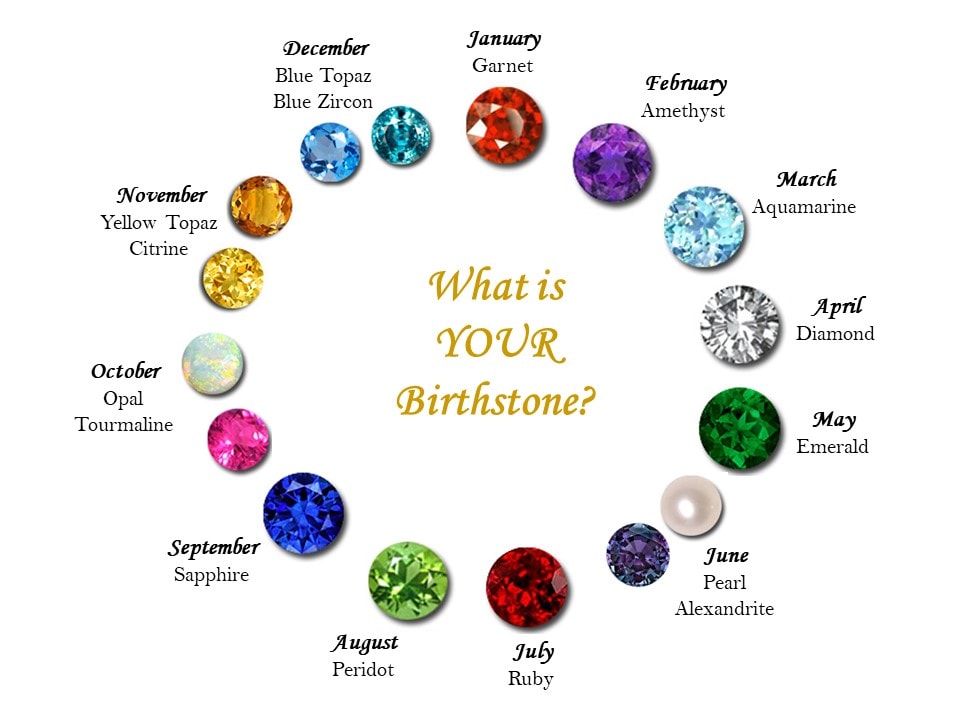 January
Garnet
February
Amethyst
March
Aquamarine
April
Diamond
May
Emerald
June
Pearl
Alexandrite
July
Ruby
August
Peridot
September
Sapphire
October
Opal
Tourmaline
November
Yellow Topaz
Citrine
December
Blue Topaz
Blue Zircon
What is
YOUR
Birthstone?